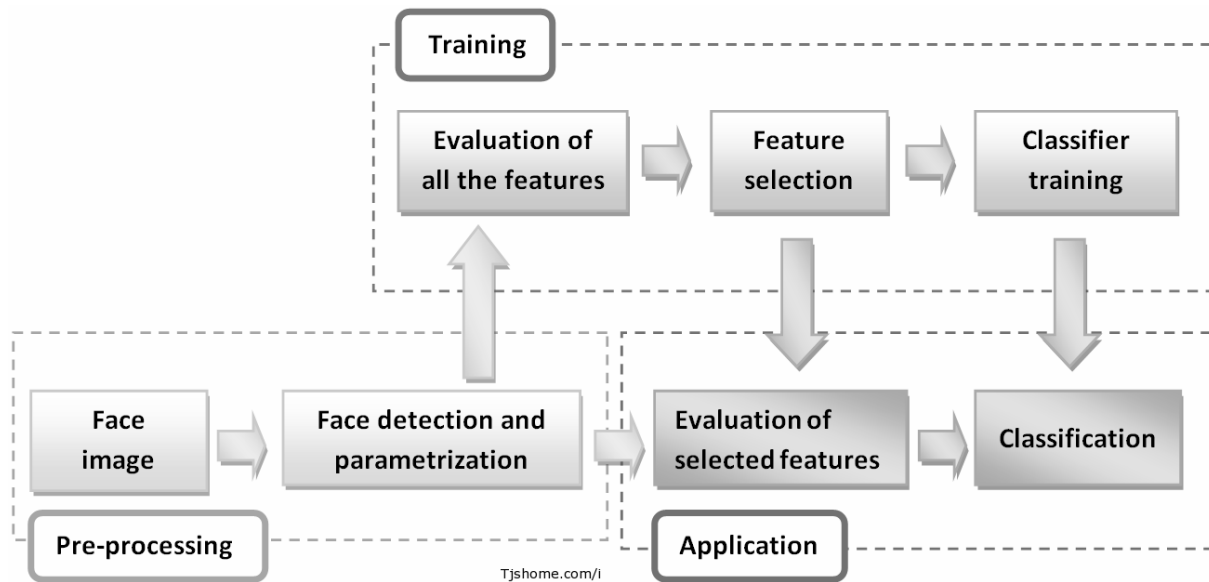 Training
Evaluation of
all the features
Feature
selection
Classifier
training
Face
image
Face detection and
parametrization
Evaluation of
selected features
Classification
Pre-processing
Application
Tjshome.com/i